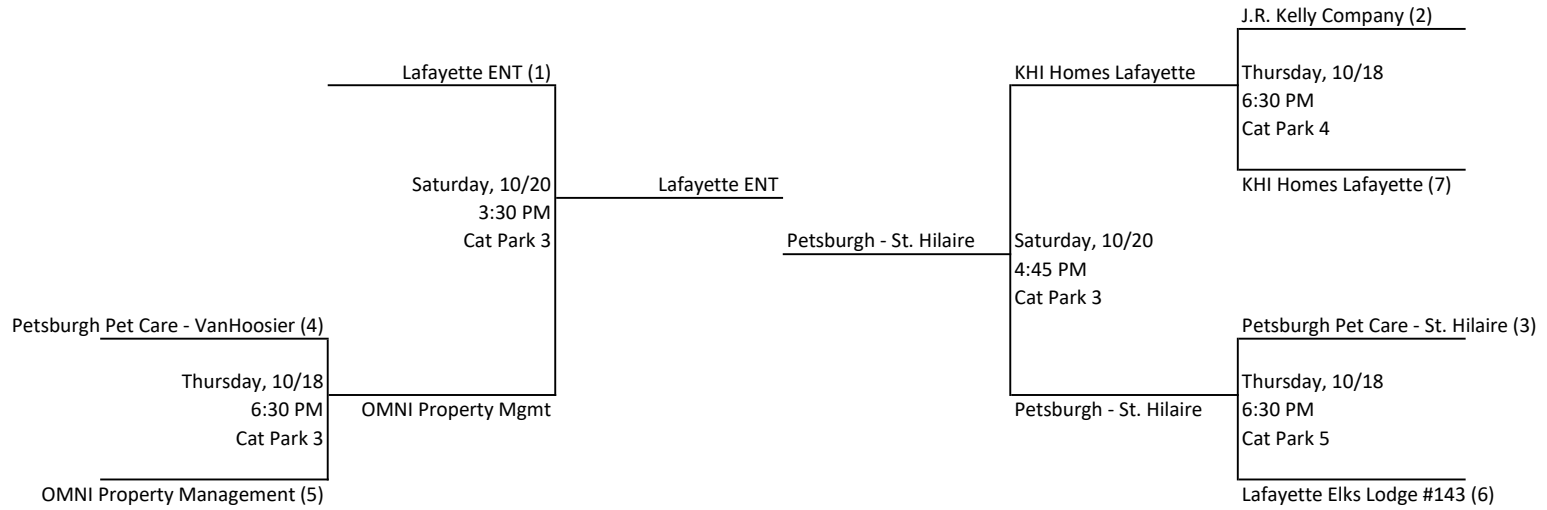 J.R. Kelly Company (2)
Lafayette ENT (1)
KHI Homes Lafayette
Thursday, 10/18
6:30 PM
Cat Park 4
Saturday, 10/20
3:30 PM
Cat Park 3
Lafayette ENT
KHI Homes Lafayette (7)
Petsburgh - St. Hilaire
Saturday, 10/20
4:45 PM
Cat Park 3
Petsburgh Pet Care - VanHoosier (4)
Petsburgh Pet Care - St. Hilaire (3)
Thursday, 10/18
6:30 PM
Cat Park 3
OMNI Property Mgmt
Petsburgh - St. Hilaire
Thursday, 10/18
6:30 PM
Cat Park 5
OMNI Property Management (5)
Lafayette Elks Lodge #143 (6)